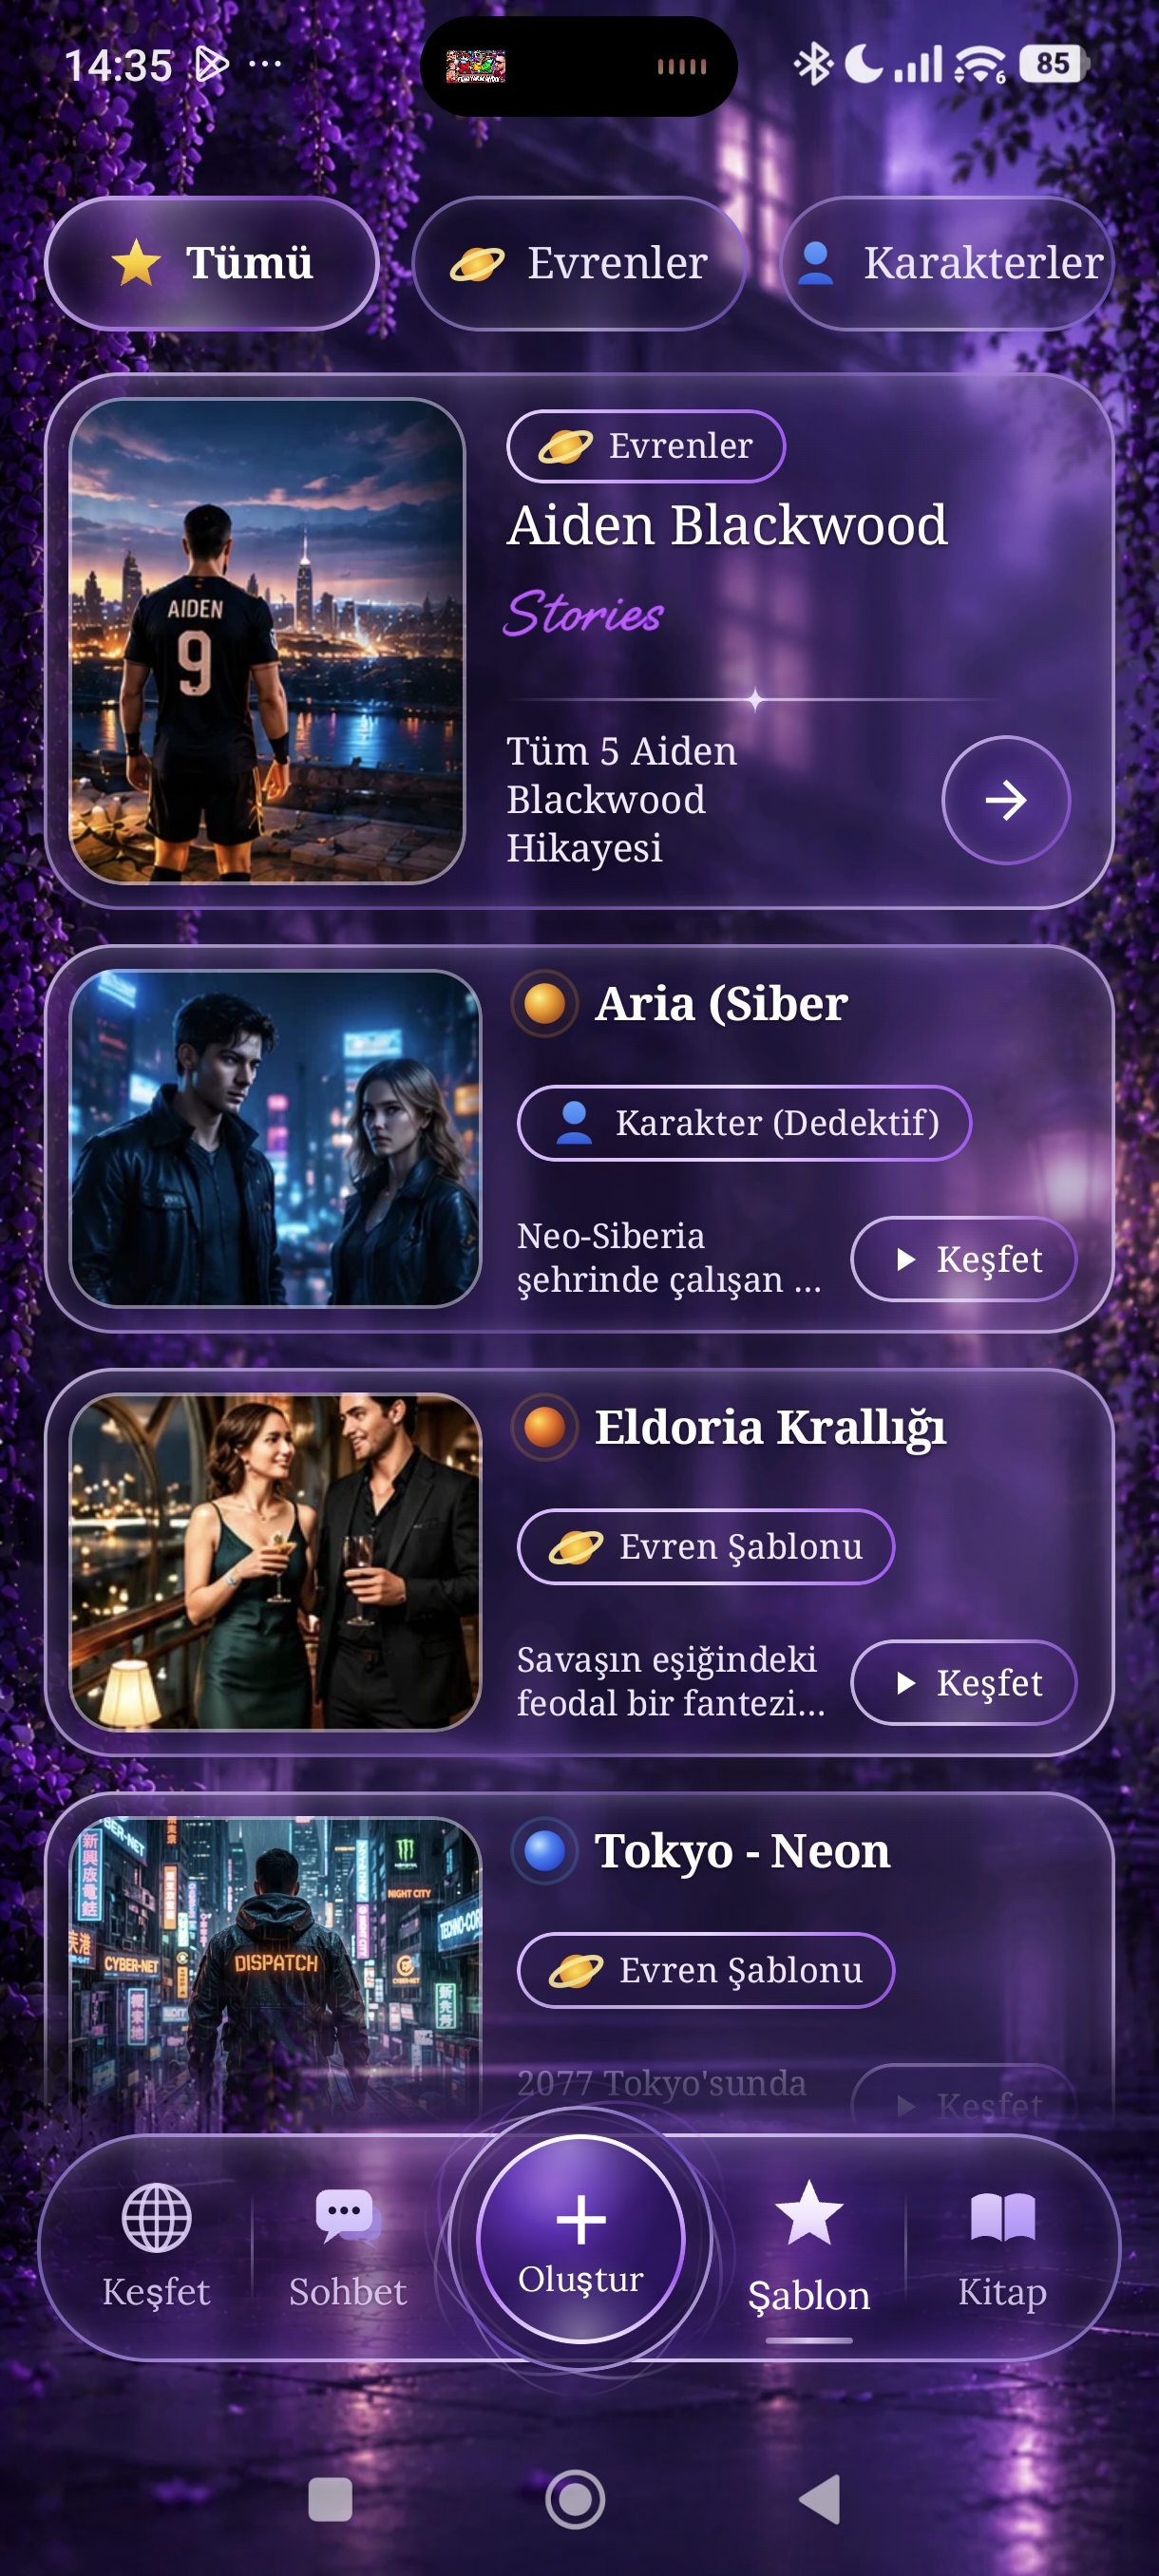 14:35
85
Tümü
Evrenler
Karakterler
Evrenler
Aiden Blackwood
Stories
AIDEN
9
Tüm 5 Aiden
Blackwood
Hikayesi
Aria (Siber
Karakter (Dedektif)
Neo-Siberia
şehrinde çalışan ...
Keşfet
Eldoria Krallığı
Evren Şablonu
Savaşın eşiğindeki
feodal bir fantezi...
Keşfet
Tokyo - Neon
NIGHT CITY
CYBER-NET
DISPATCH
Evren Şablonu
2077 Tokyo'sunda
Keşfet
Keşfet
Sohbet
Oluştur
Şablon
Kitap